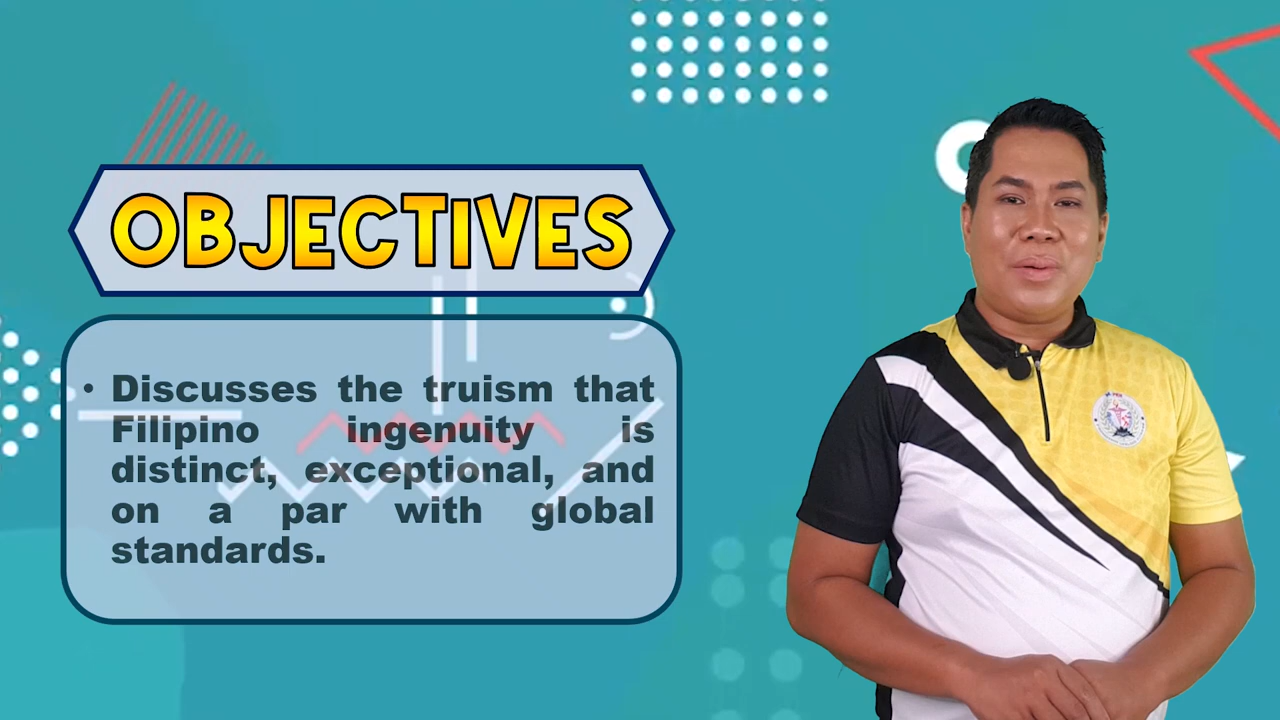 OBJECTIVES
• Discusses the truism that
Filipino ingenuity is
distinct, exceptional, and
on a par with global
standards.